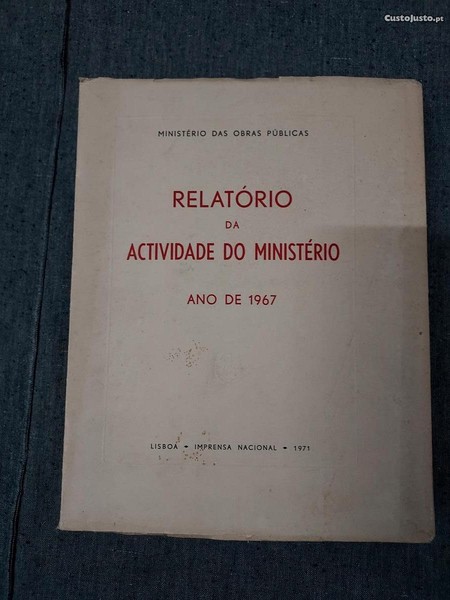 CustoJusto.pt
MINISTÉRIO DAS OBRAS PÚBLICAS
RELATÓRIO
DA
ACTIVIDADE DO MINISTÉRIO
ANO DE 1967
LISBOA - IMPRENSA NACIONAL - 1971